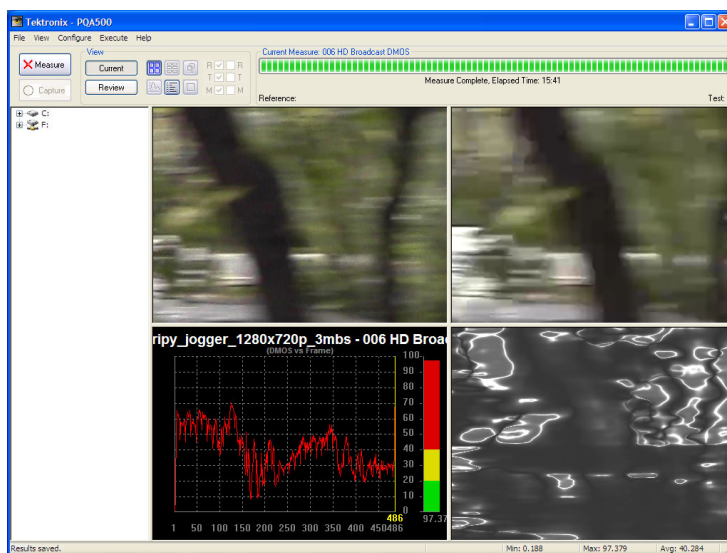 Tektronix - PQA500
File View Configure Execute Help
Measure
Capture
View
Current
Review
R R
T T
M M
Current Measure: 006 HD Broadcast DMOS
Measure Complete, Elapsed Time: 15:41
Reference:
Test:
C:
F:
ripy_jogger_1280x720p_3mbs - 006 HD Broa
(DMOS vs Frame)
100
90
80
70
60
50
40
30
20
10
0
486
97.37
1 50 100 150 200 250 300 350 400 450 486
Results saved.
Min: 0.188
Max: 97.379
Avg: 40.284